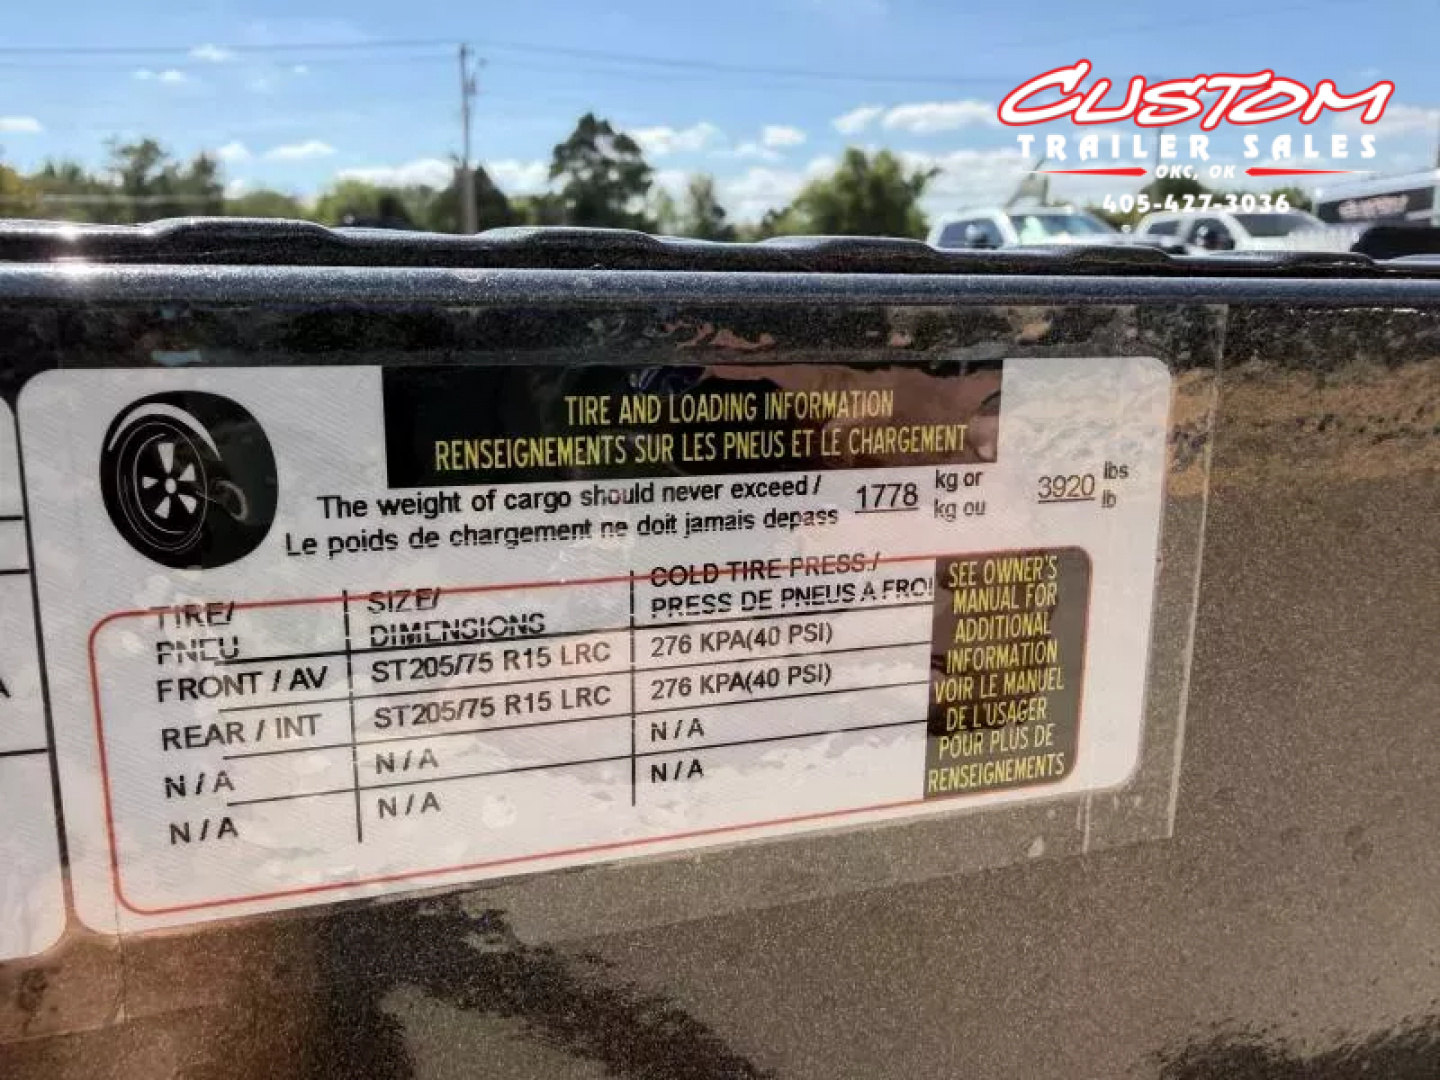 CUSTOM
TRAILER SALES
OKC, OK
405-427-3036
TIRE AND LOADING INFORMATION
RENSEIGNEMENTS SUR LES PNEUS ET LE CHARGEMENT
The weight of cargo should never exceed / 1778 kg or 3920 lbs
Le poids de chargement ne doit jamais depass kg ou lb
TIRE/ SIZE/ COLD TIRE PRESS./
PNEU DIMENSIONS PRESS DE PNEUS A FROI
FRONT / AV ST205/75 R15 LRC 276 KPA(40 PSI)
REAR / INT ST205/75 R15 LRC 276 KPA(40 PSI)
N / A N / A N / A
N / A N / A N / A
SEE OWNER'S
MANUAL FOR
ADDITIONAL
INFORMATION
VOIR LE MANUEL
DE L'USAGER
POUR PLUS DE
RENSEIGNEMENTS